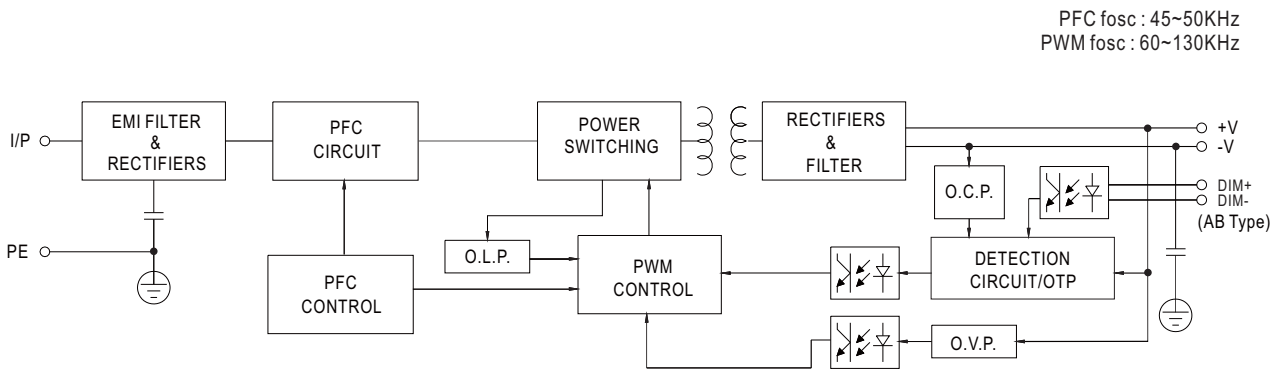 PFC fosc : 45~50KHz
PWM fosc : 60~130KHz
I/P
EMI FILTER
&
RECTIFIERS
PFC
CIRCUIT
POWER
SWITCHING
RECTIFIERS
&
FILTER
+V
-V
DIM+
DIM-
(AB Type)
O.C.P.
PE
O.L.P.
PFC
CONTROL
PWM
CONTROL
DETECTION
CIRCUIT/OTP
O.V.P.